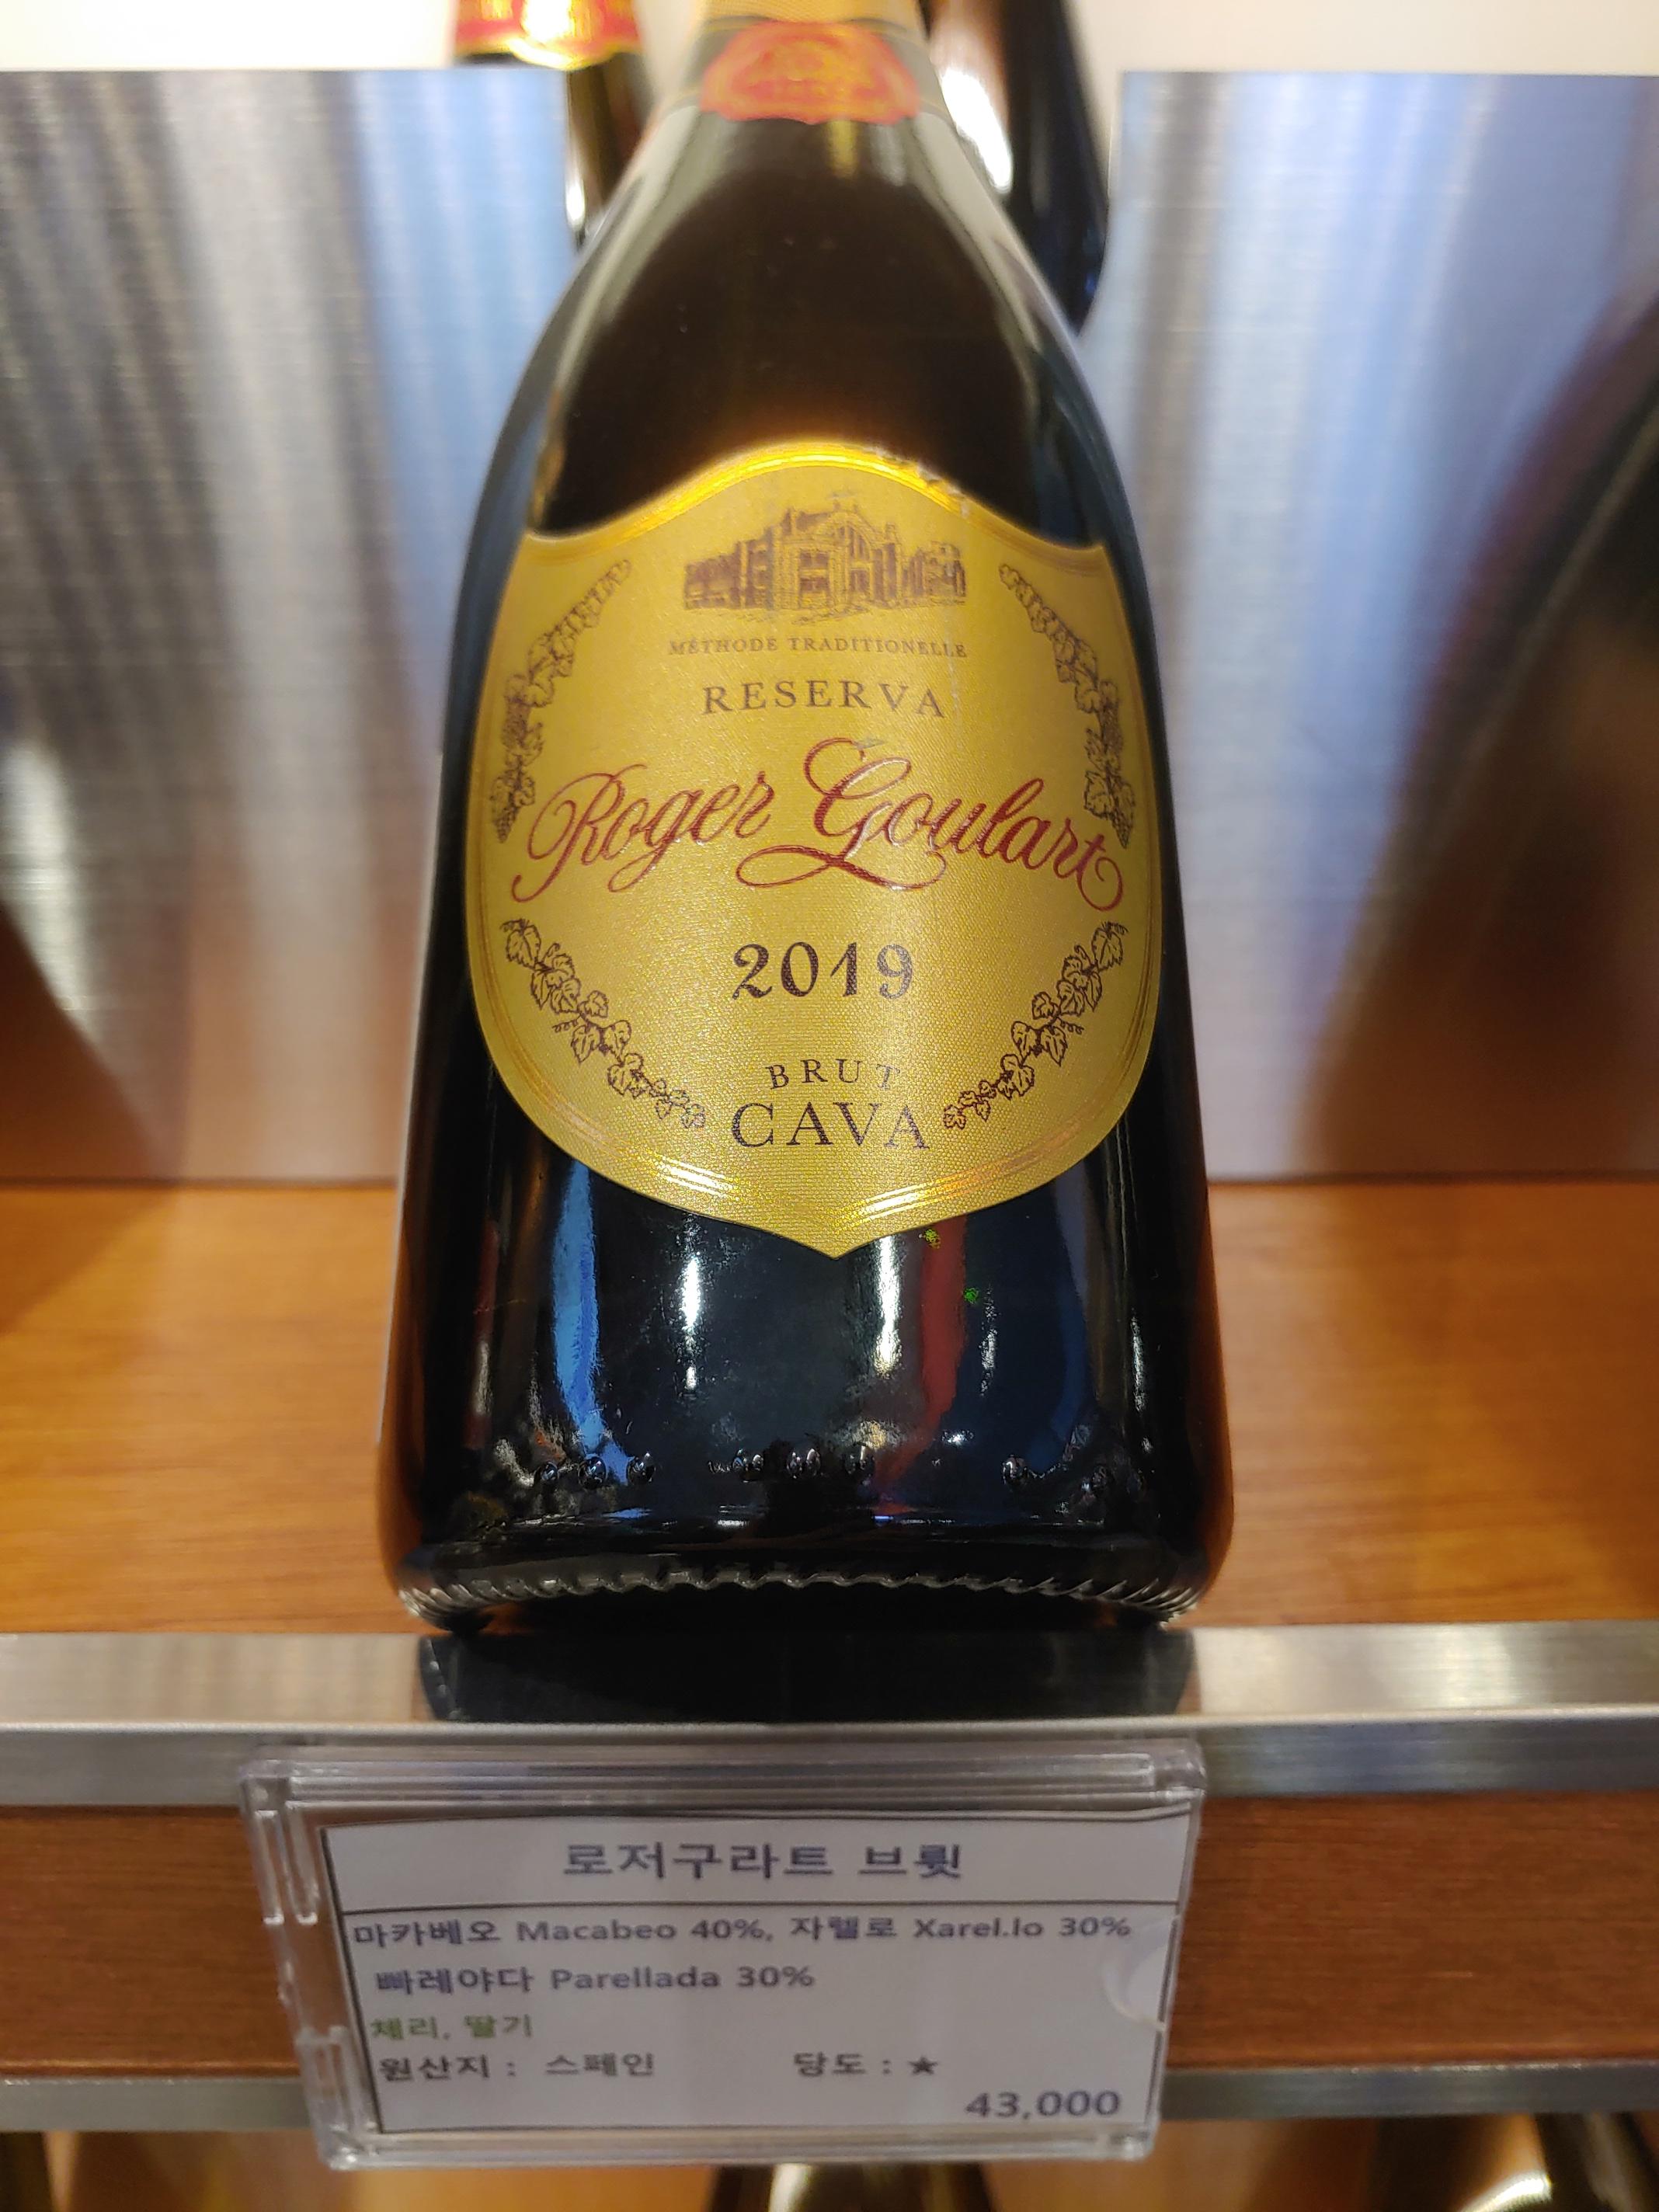 MÉTHODE TRADITIONELLE
RESERVA
Roger Goulart
2019
BRUT
CAVA
로저구라트 브륏
마카베오 Macabeo 40%, 자렐로 Xarel.lo 30%
빠레야다 Parellada 30%
체리, 딸기
원산지 : 스페인 당도 : ★
43,000